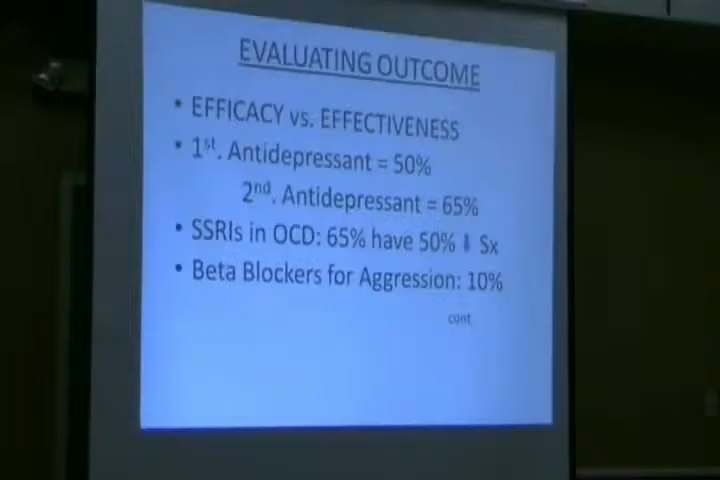 EVALUATING OUTCOME
• EFFICACY vs. EFFECTIVENESS
• 1st. Antidepressant = 50%
2nd. Antidepressant = 65%
• SSRIs in OCD: 65% have 50% ⬇ Sx
• Beta Blockers for Aggression: 10%
cont